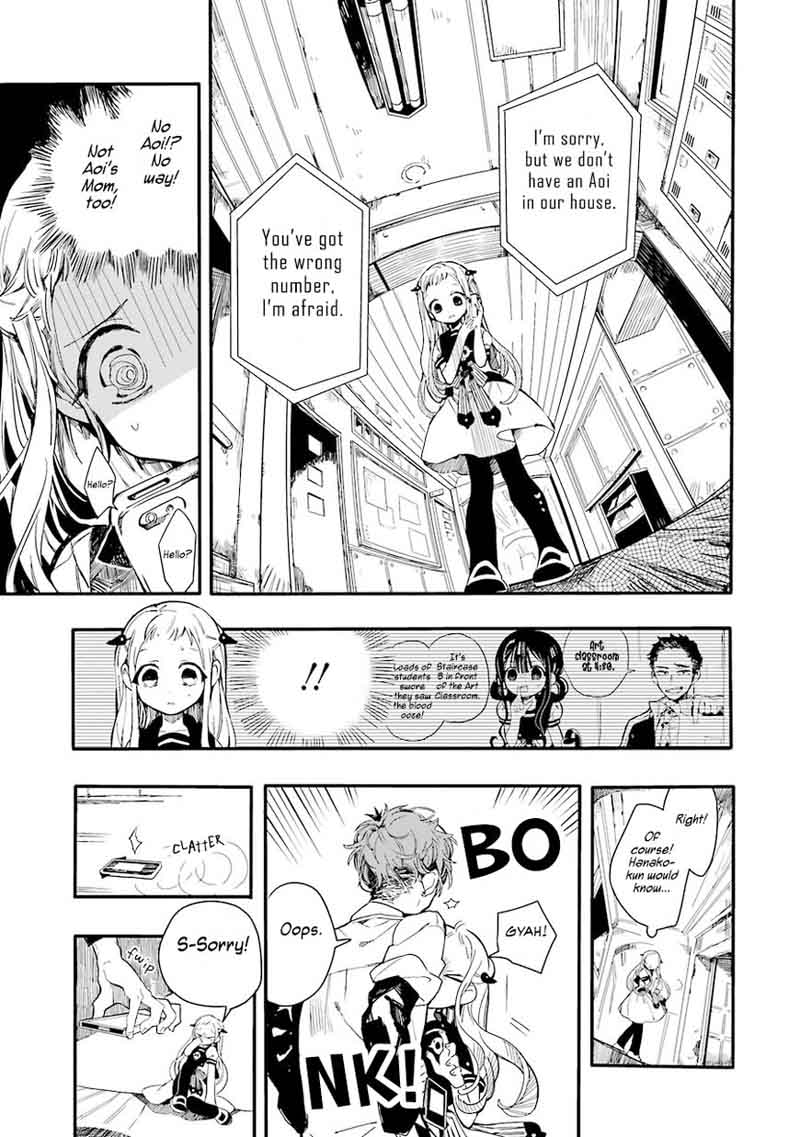 I'm sorry,
but we don't
have an Aoi
in our house.
You've got
the wrong
number,
I'm afraid.
No
Aoi!?
No
way!
Not
Aoi's
Mom,
too!
Hello?
Hello?
Art
classroom
at 4ise.
It's
Staircase
B in front
of the Art
Classroom.
Loads of
students
swore
they saw
the blood
ooze!
!!
Right!
Of
course!
Hanako-
kun would
know...
BO
NK!
GYAH!
Oops.
CLATTER
S-Sorry!
fwip